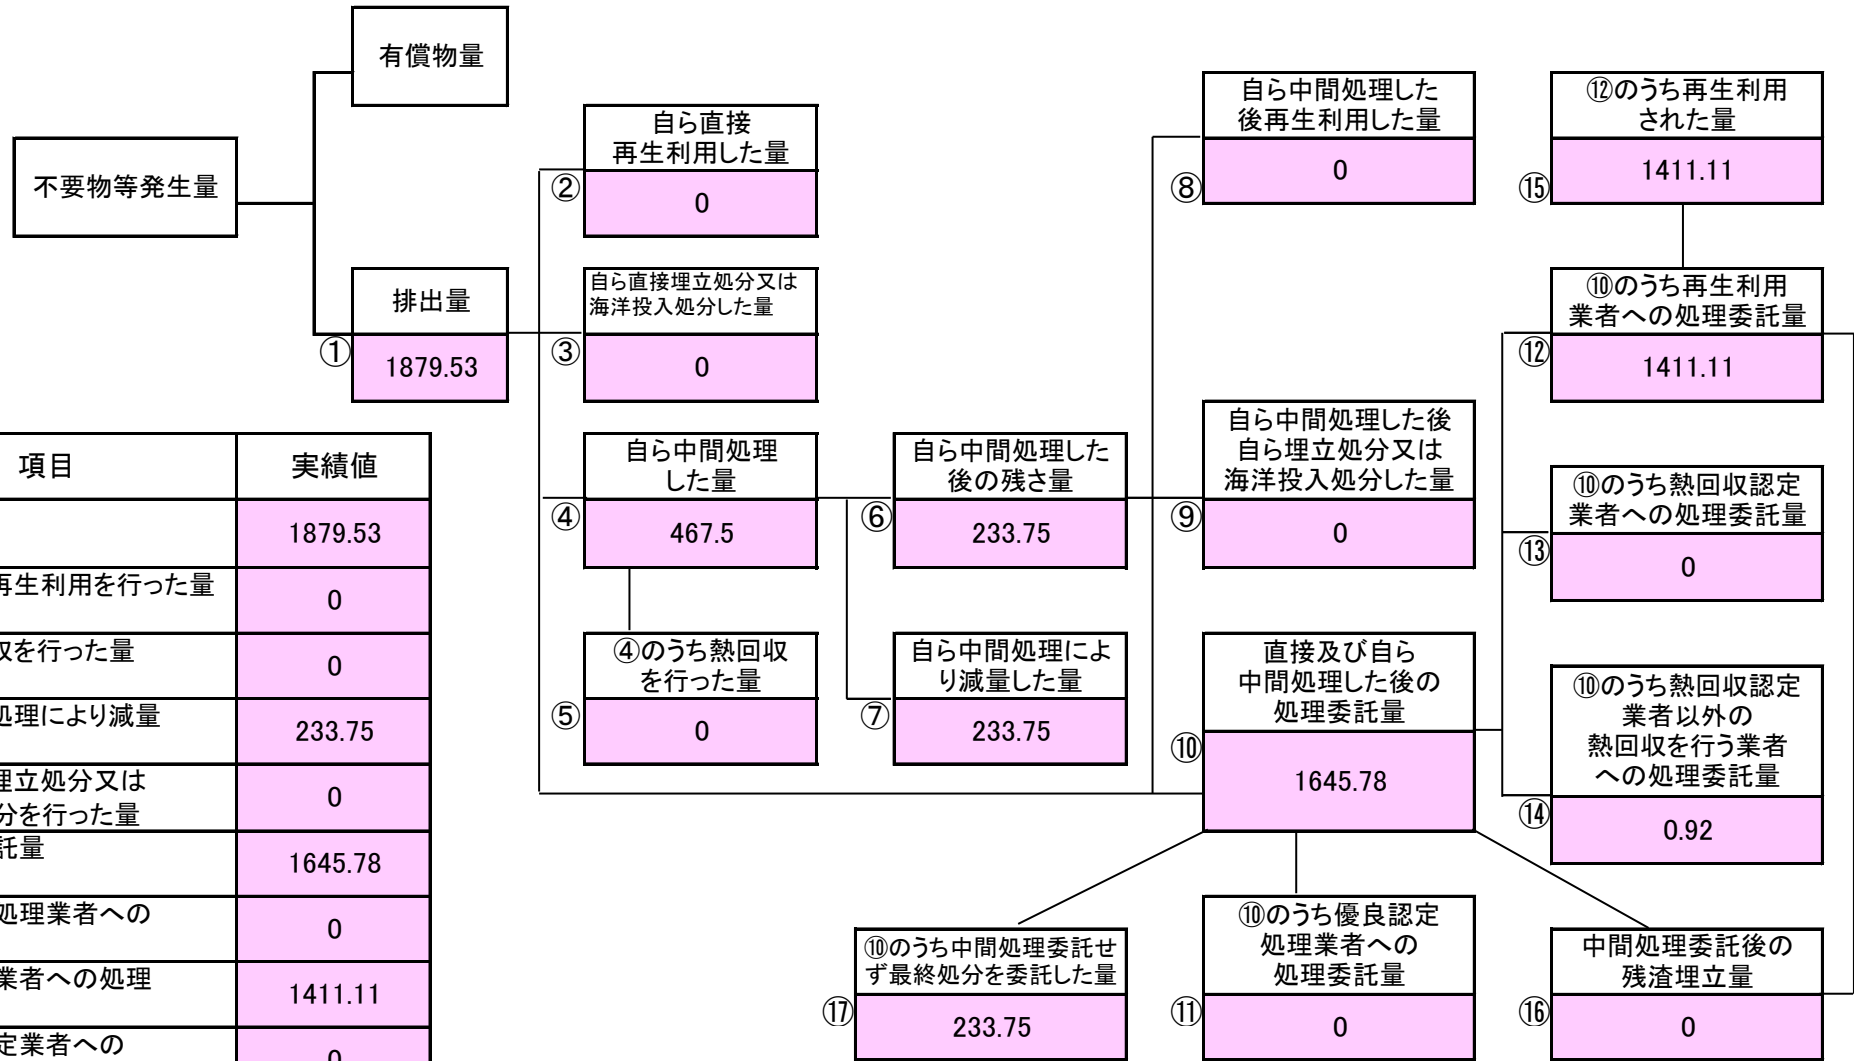 有償物量
不要物等発生量
排出量
①
1879.53
自ら直接
再生利用した量
②
0
自ら直接埋立処分又は
海洋投入処分した量
③
0
自ら中間処理
した量
④
467.5
④のうち熱回収
を行った量
⑤
0
自ら中間処理した
後の残さ量
⑥
233.75
自ら中間処理によ
り減量した量
⑦
233.75
自ら中間処理した
後再生利用した量
⑧
0
自ら中間処理した後
自ら埋立処分又は
海洋投入処分した量
⑨
0
直接及び自ら
中間処理した後の
処理委託量
⑩
1645.78
⑩のうち優良認定
処理業者への
処理委託量
⑪
0
⑫のうち再生利用
された量
⑮
1411.11
⑩のうち再生利用
業者への処理委託量
⑫
1411.11
⑩のうち熱回収認定
業者への処理委託量
⑬
0
⑩のうち熱回収認定
業者以外の
熱回収を行う業者
への処理委託量
⑭
0.92
中間処理委託後の
残渣埋立量
⑯
0
⑩のうち中間処理委託せ
ず最終処分を委託した量
⑰
233.75
項目 実績値
1879.53
再生利用を行った量 0
を行った量 0
処理により減量 233.75
埋立処分又は
分を行った量 0
託量 1645.78
処理業者への 0
業者への処理 1411.11
定業者への 0